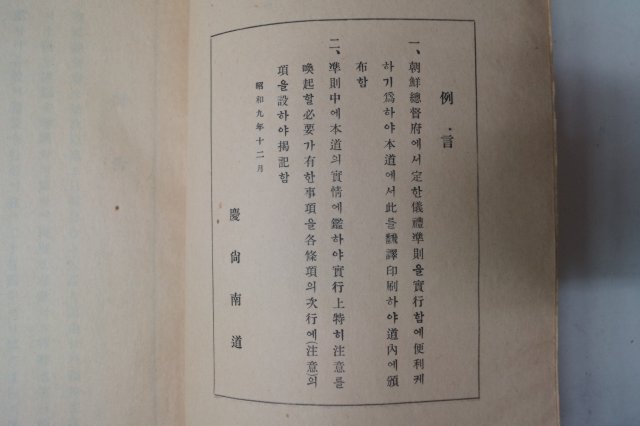 例言
一、朝鮮總督府에서定한儀禮準則을實行함에便利케
하기爲하야本道에서此를飜譯印刷하야道內에頒
布함
二、準則中에本道의實情에鑑하야實行上特히注意를
喚起할必要가有한事項을各條項의次行에(注意)의
項을設하야揭記함
昭和九年十二月
慶尙南道